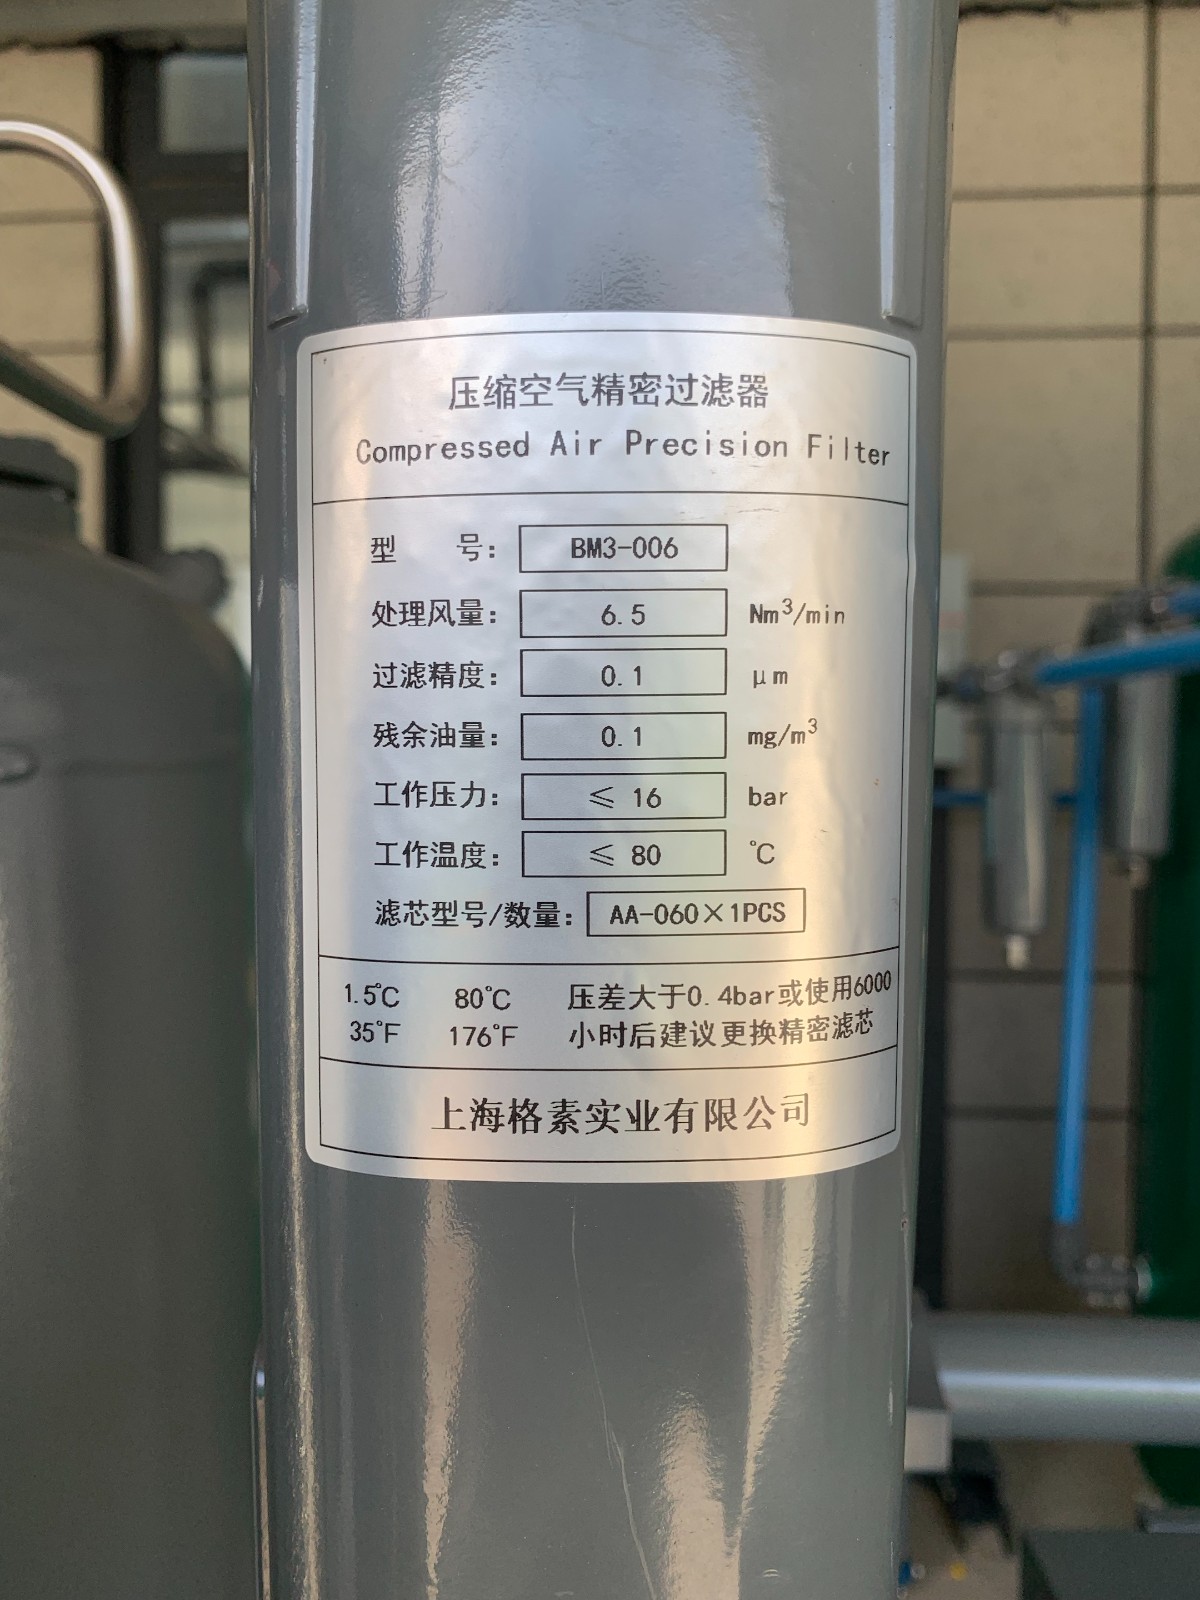 压缩空气精密过滤器
Compressed Air Precision Filter
型 号: BM3-006
处理风量: 6.5 Nm³/min
过滤精度: 0.1 μm
残余油量: 0.1 mg/m³
工作压力: ≤ 16 bar
工作温度: ≤ 80 ℃
滤芯型号/数量: AA-060×1PCS
1.5℃ 80℃ 压差大于0.4bar或使用6000
35℉ 176℉ 小时后建议更换精密滤芯
上海格素实业有限公司